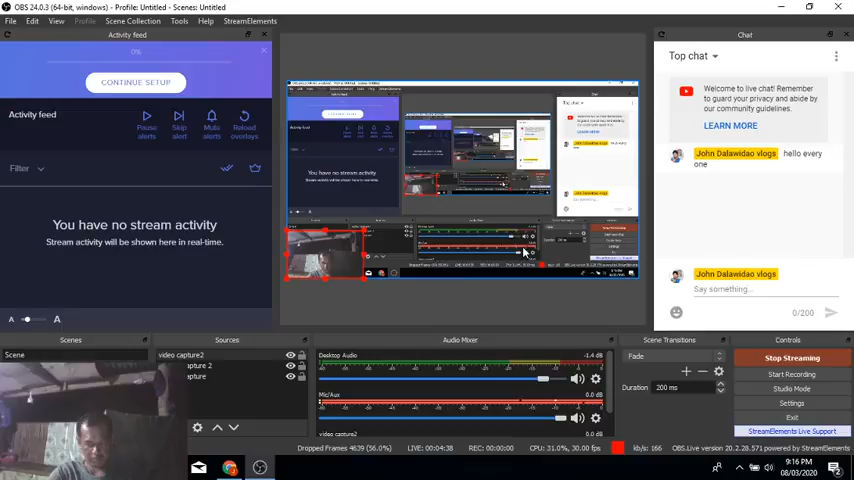 OBS 24.0.3 (64-bit, windows) - Profile: Untitled - Scenes: Untitled
File Edit View Profile Scene Collection Tools Help StreamElements
Activity feed
0%
CONTINUE SETUP
Activity feed
Pause alerts
Skip alert
Mute alerts
Reload overlays
Filter
You have no stream activity
Stream activity will be shown here in real-time.
A A
Chat
Top chat
Welcome to live chat! Remember
to guard your privacy and abide by
our community guidelines.
LEARN MORE
John Dalawidao vlogs hello every
one
John Dalawidao vlogs
Say something...
0/200
Scenes
Scene
Sources
video capture2
capture 2
capture
Audio Mixer
Desktop Audio -1.4 dB
Mic/Aux 0.0 dB
video capture2
Scene Transitions
Fade
Duration 200 ms
Controls
Stop Streaming
Start Recording
Studio Mode
Settings
Exit
StreamElements Live Support
Dropped Frames 4639 (56.0%) LIVE: 00:04:38 REC: 00:00:00 CPU: 31.0%, 30.00 fps kb/s: 166 OBS.Live version 20.2.28.571 powered by StreamElements
9:16 PM
08/03/2020
2